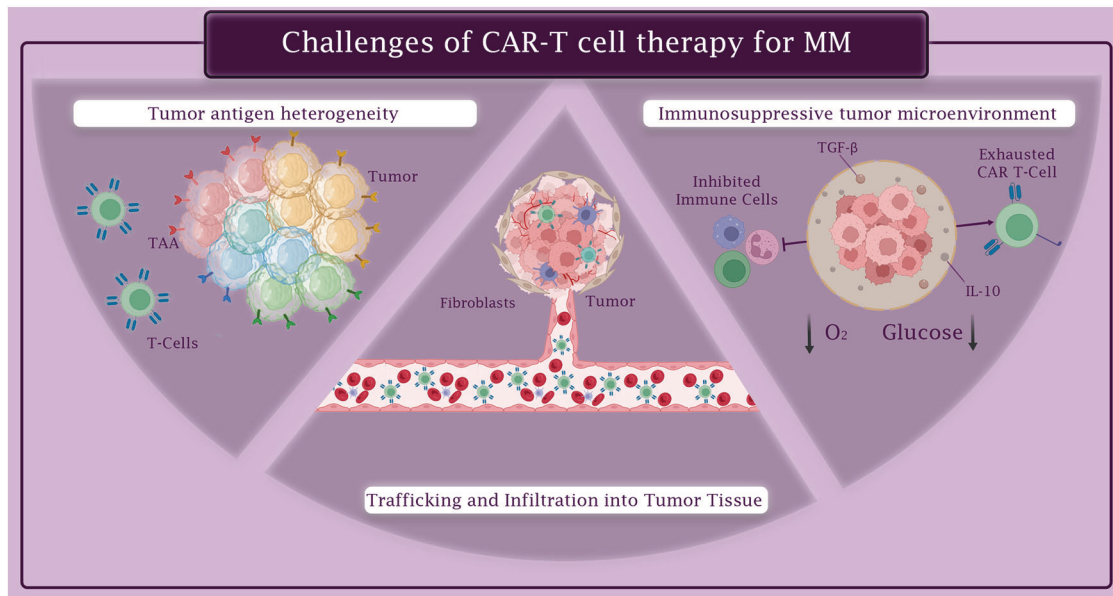 Challenges of CAR-T cell therapy for MM
Tumor antigen heterogeneity
Tumor
TAA
T-Cells
Fibroblasts
Tumor
Trafficking and Infiltration into Tumor Tissue
Immunosuppressive tumor microenvironment
TGF-β
Exhausted
CAR T-Cell
Inhibited
Immune Cells
IL-10
O₂
Glucose